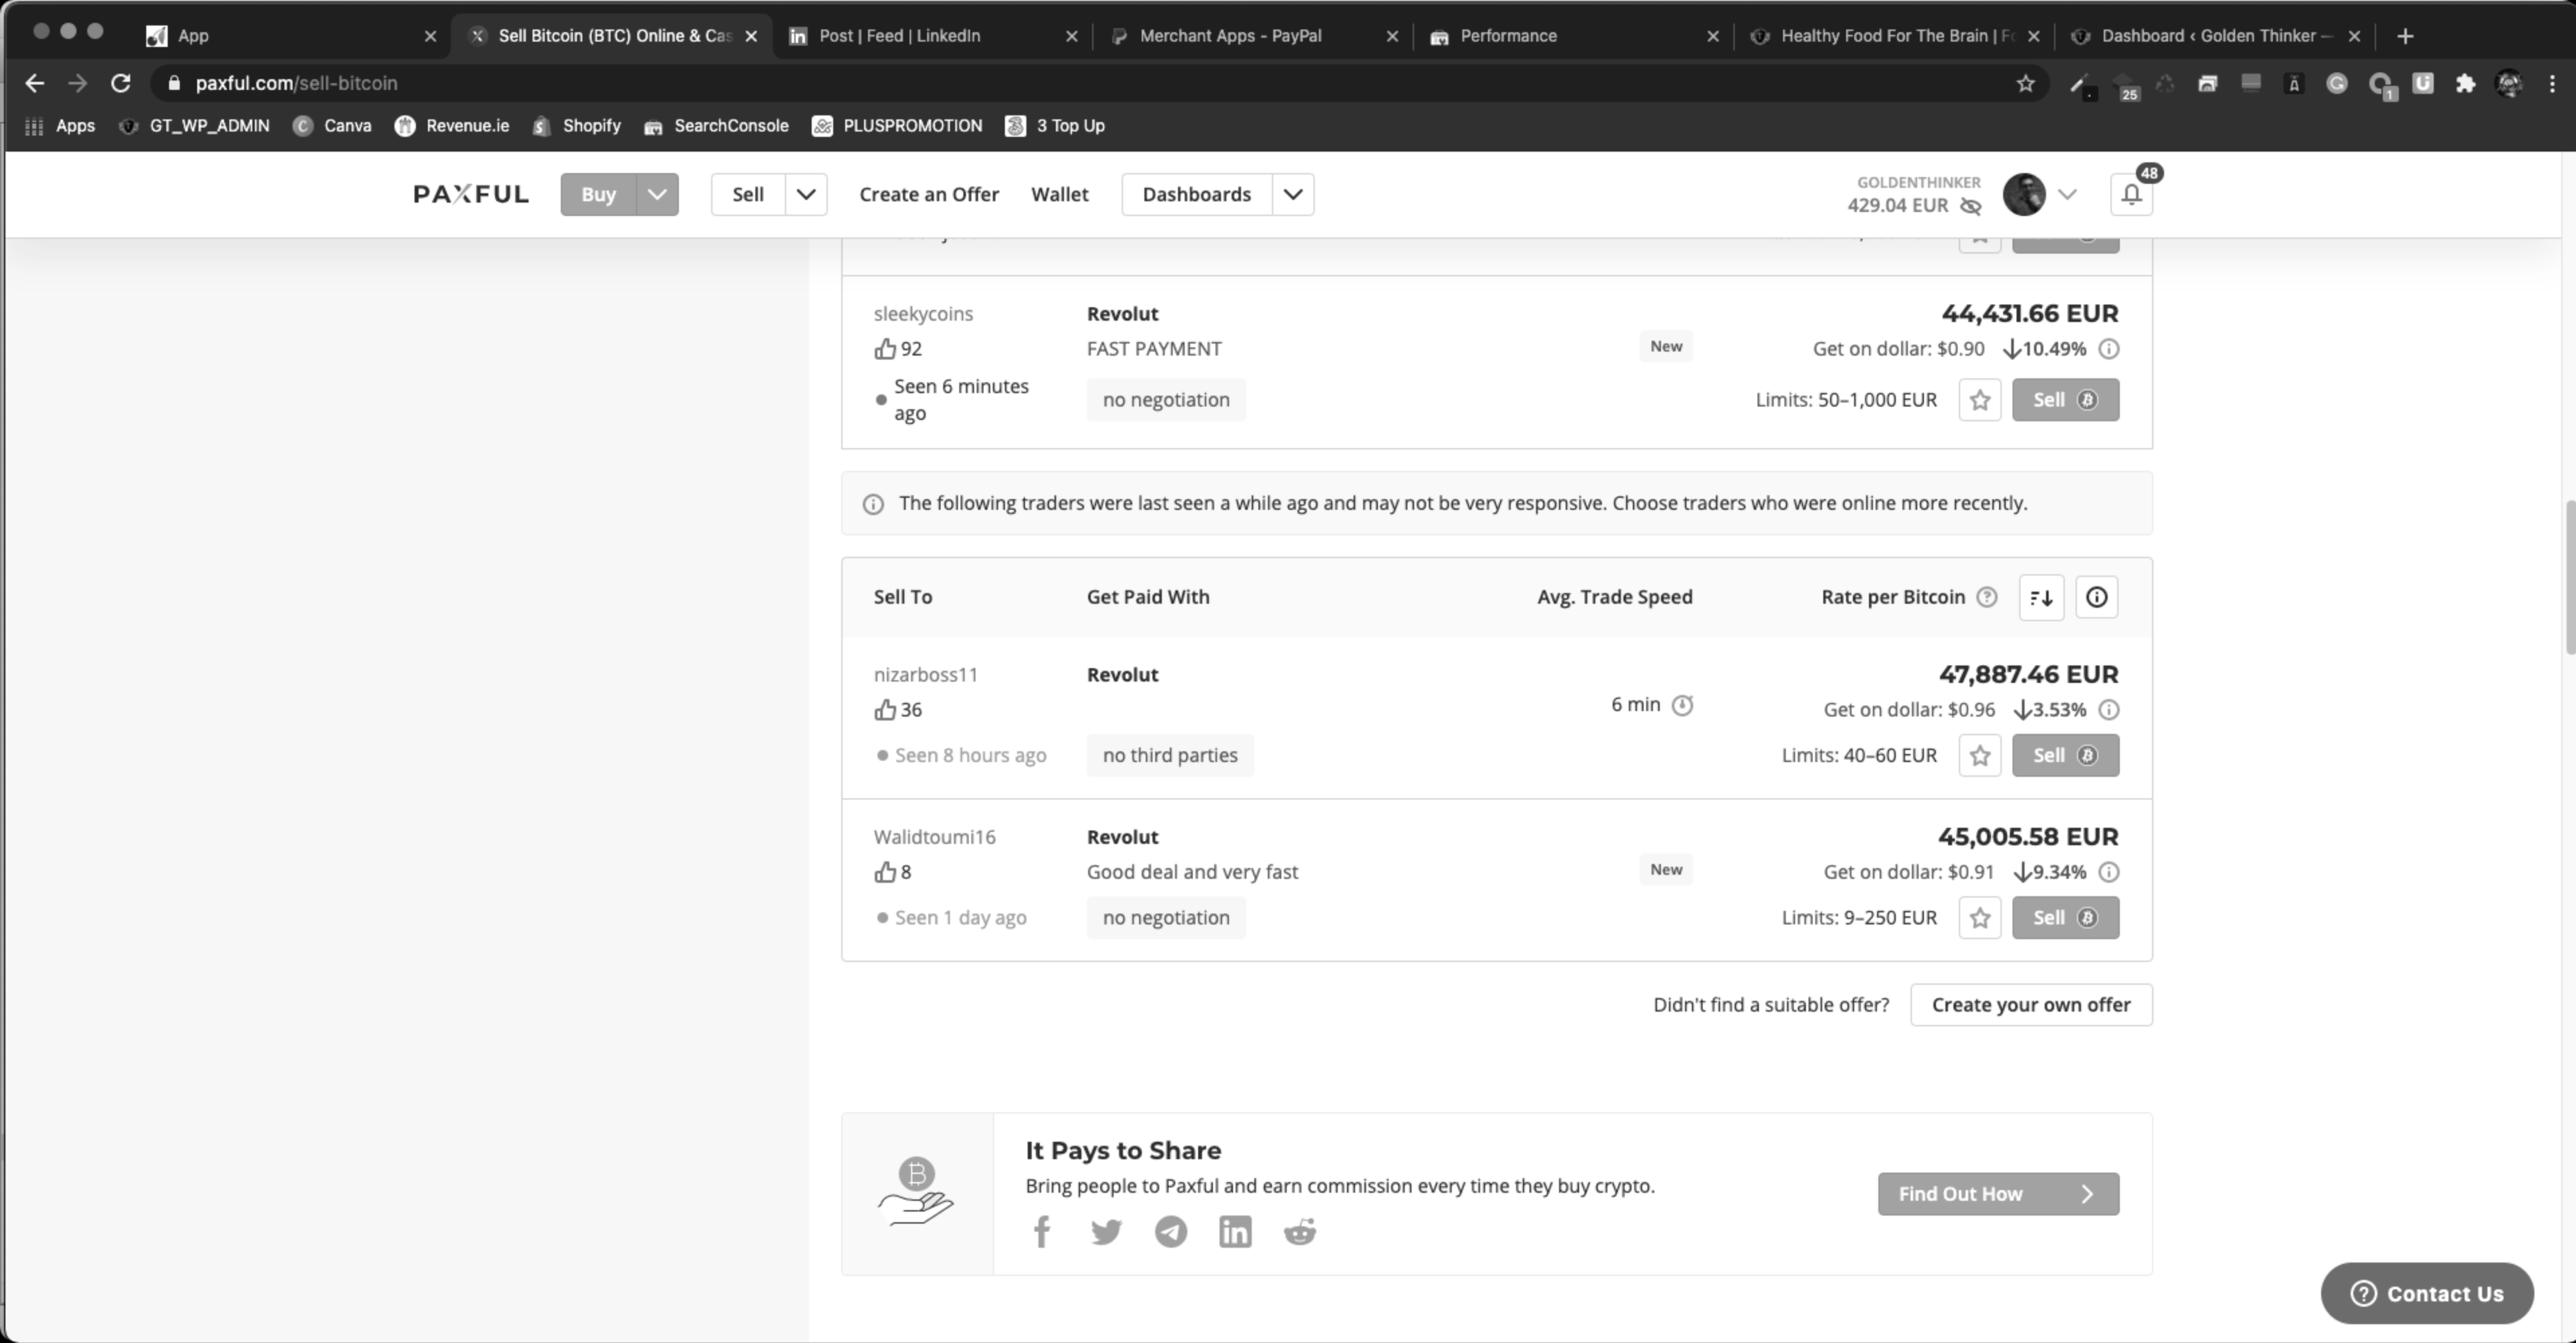 App
Sell Bitcoin (BTC) Online & Cas
Post | Feed | LinkedIn
Merchant Apps - PayPal
Performance
Healthy Food For The Brain | Fo
Dashboard ‹ Golden Thinker —
paxful.com/sell-bitcoin
25
1
Apps
GT_WP_ADMIN
Canva
Revenue.ie
Shopify
SearchConsole
PLUSPROMOTION
3 Top Up
PAXFUL
Buy
Sell
Create an Offer
Wallet
Dashboards
GOLDENTHINKER
429.04 EUR
48
sleekycoins
Revolut
44,431.66 EUR
92
FAST PAYMENT
New
Get on dollar: $0.90 10.49%
Seen 6 minutes
ago
no negotiation
Limits: 50–1,000 EUR
Sell
The following traders were last seen a while ago and may not be very responsive. Choose traders who were online more recently.
Sell To
Get Paid With
Avg. Trade Speed
Rate per Bitcoin
nizarboss11
Revolut
47,887.46 EUR
36
6 min
Get on dollar: $0.96 3.53%
Seen 8 hours ago
no third parties
Limits: 40–60 EUR
Sell
Walidtoumi16
Revolut
45,005.58 EUR
8
Good deal and very fast
New
Get on dollar: $0.91 9.34%
Seen 1 day ago
no negotiation
Limits: 9–250 EUR
Sell
Didn't find a suitable offer?
Create your own offer
It Pays to Share
Bring people to Paxful and earn commission every time they buy crypto.
Find Out How
Contact Us